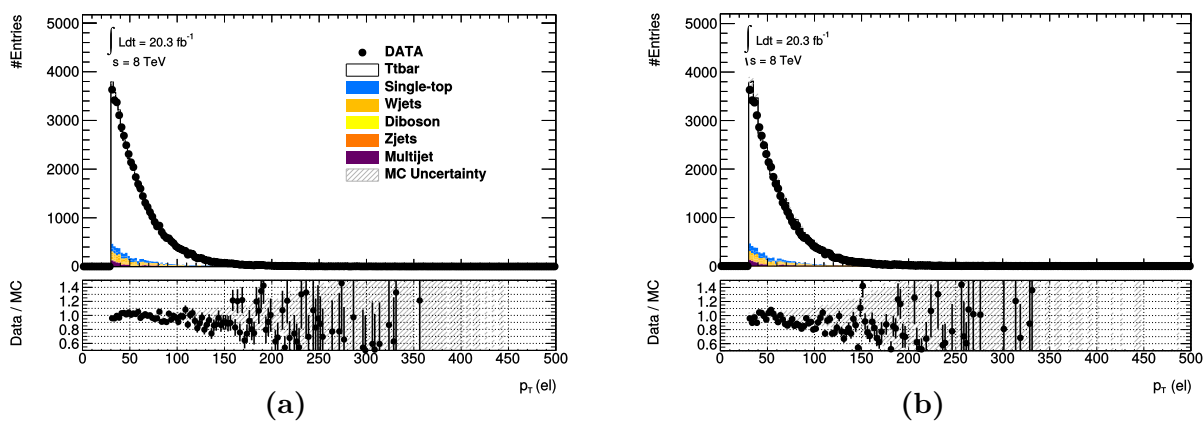 #Entries
5000
4000
3000
2000
1000
0
∫ Ldt = 20.3 fb⁻¹
s = 8 TeV
DATA
Ttbar
Single-top
Wjets
Diboson
Zjets
Multijet
MC Uncertainty
Data / MC
1.4
1.2
1.0
0.8
0.6
0 50 100 150 200 250 300 350 400 450 500
p_T (el)
(a)
#Entries
5000
4000
3000
2000
1000
0
∫ Ldt = 20.3 fb⁻¹
\s = 8 TeV
Data / MC
1.4
1.2
1.0
0.8
0.6
0 50 100 150 200 250 300 350 400 450 500
p_T (el)
(b)